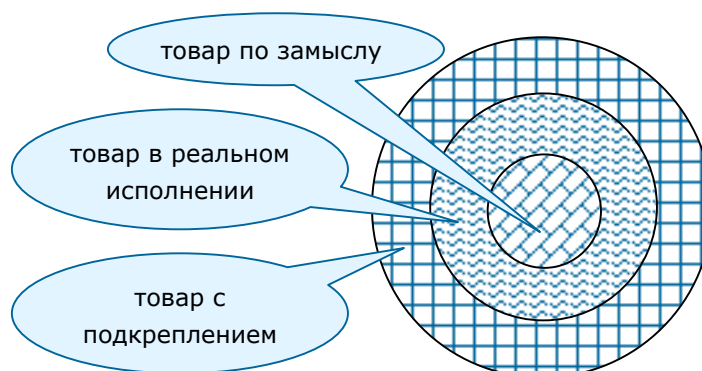 товар по замыслу
товар в реальном
исполнении
товар с
подкреплением